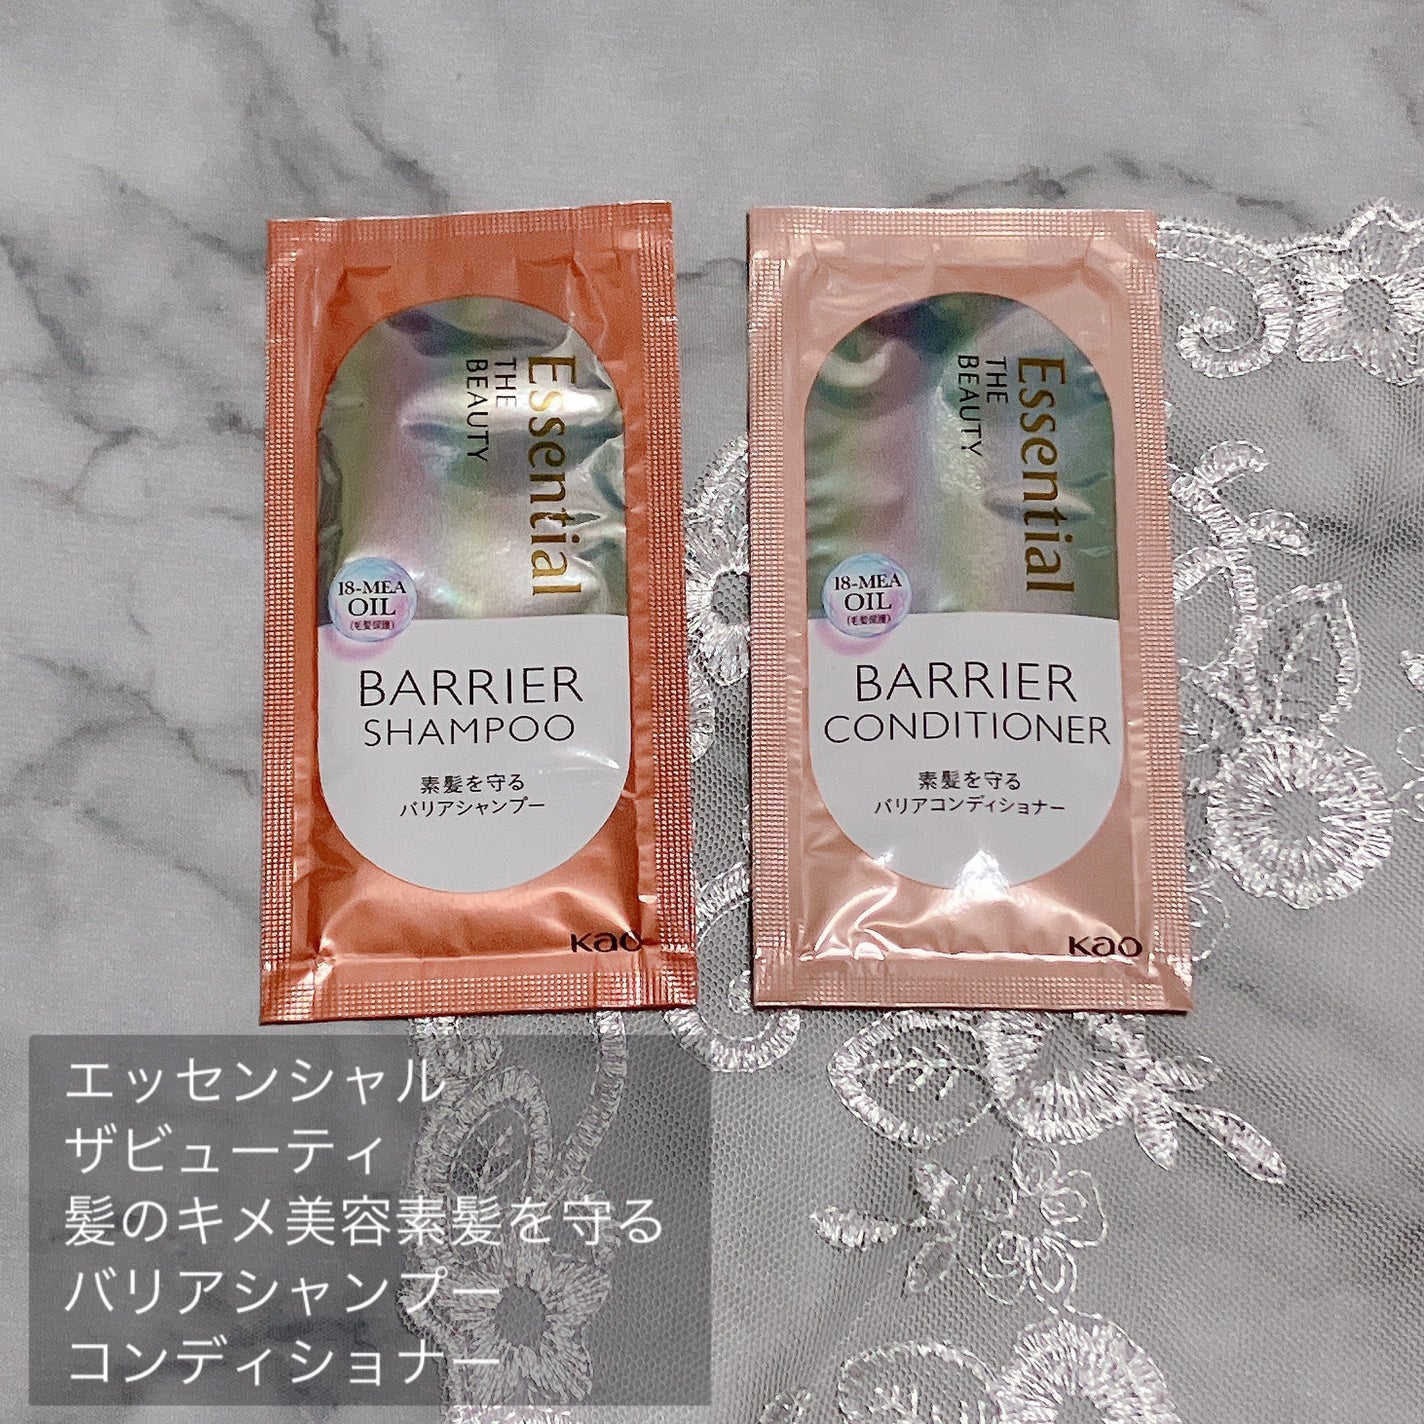 Essential
THE
BEAUTY
18-MEA
OIL
(毛髪保護)
BARRIER
SHAMPOO
素髪を守る
バリアシャンプー
Kao
Essential
THE
BEAUTY
18-MEA
OIL
(毛髪保護)
BARRIER
CONDITIONER
素髪を守る
バリアコンディショナー
Kao
エッセンシャル
ザビューティ
髪のキメ美容素髪を守る
バリアシャンプー
コンディショナー